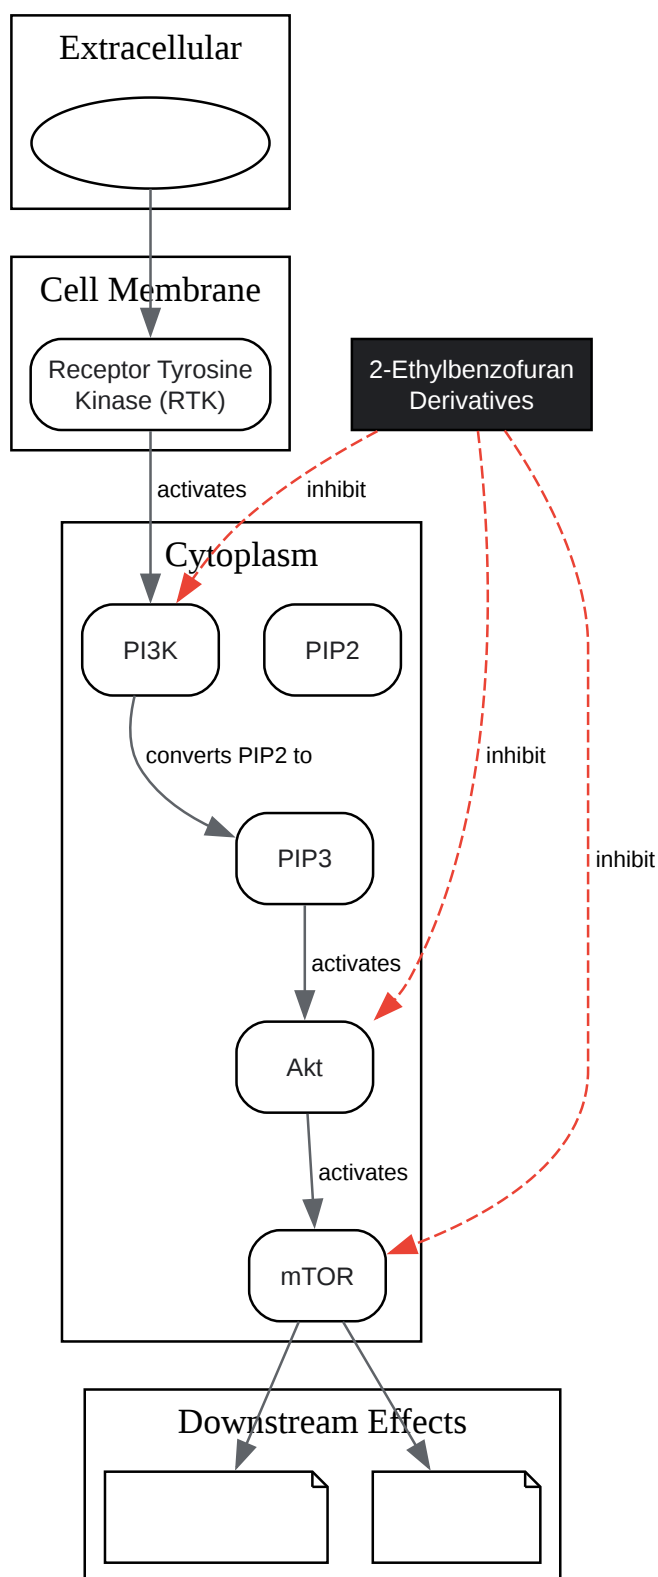 Extracellular
Cell Membrane
Receptor Tyrosine
Kinase (RTK)
2-Ethylbenzofuran
Derivatives
activates
inhibit
Cytoplasm
PI3K
PIP2
converts PIP2 to
inhibit
PIP3
inhibit
activates
Akt
activates
mTOR
Downstream Effects